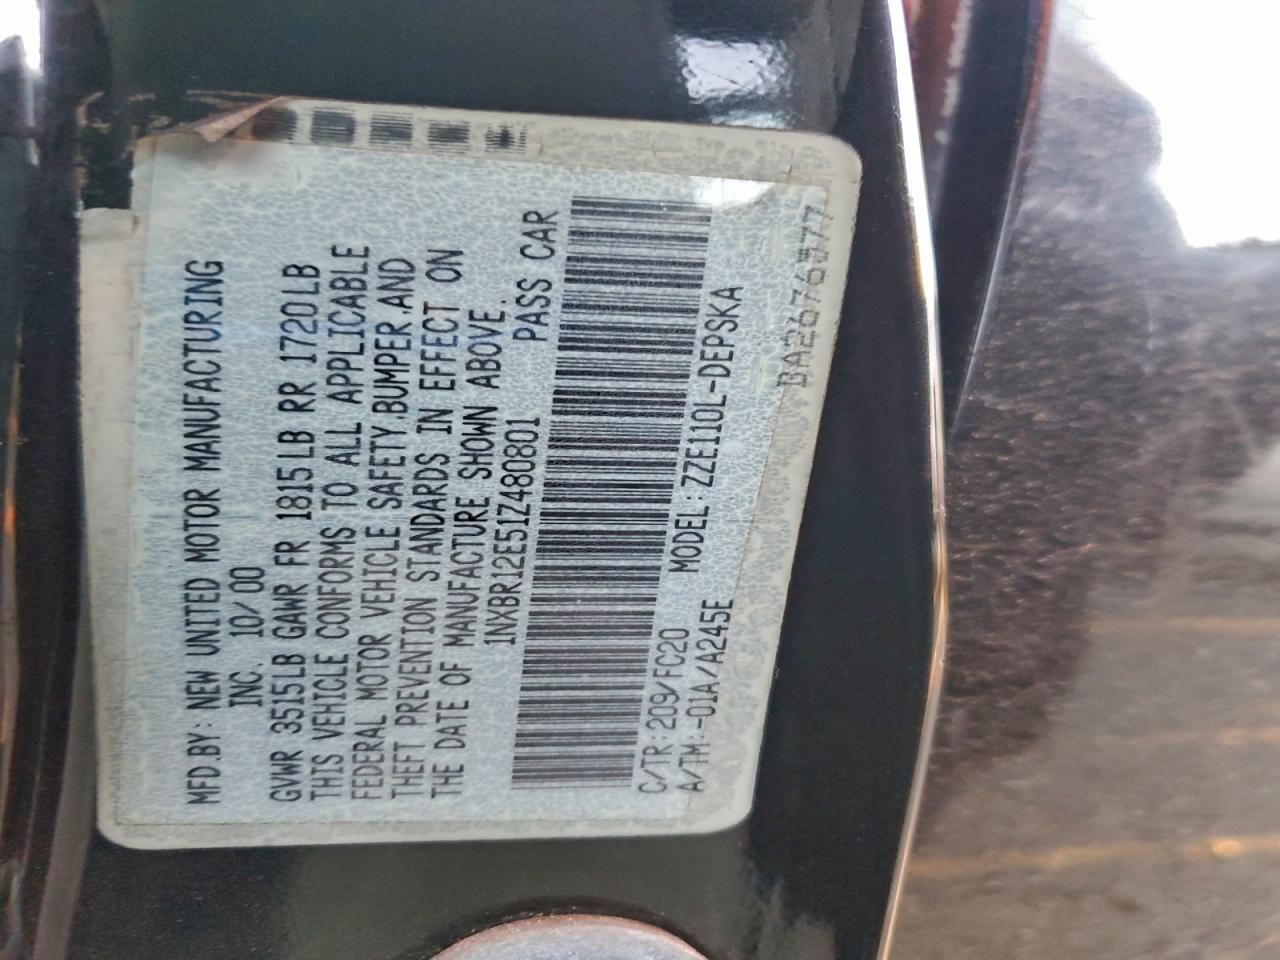 MFD.BY: NEW UNITED MOTOR MANUFACTURING
INC. 10/00
GVWR 3515LB GAWR FR 1815LB RR 1720LB
THIS VEHICLE CONFORMS TO ALL APPLICABLE
FEDERAL MOTOR VEHICLE SAFETY,BUMPER,AND
THEFT PREVENTION STANDARDS IN EFFECT ON
THE DATE OF MANUFACTURE SHOWN ABOVE.
1NXBR12E51Z480801 PASS CAR
C/TR:209/FC20 MODEL:ZZE110L-DEPSKA
A/TM:-01A/A245E